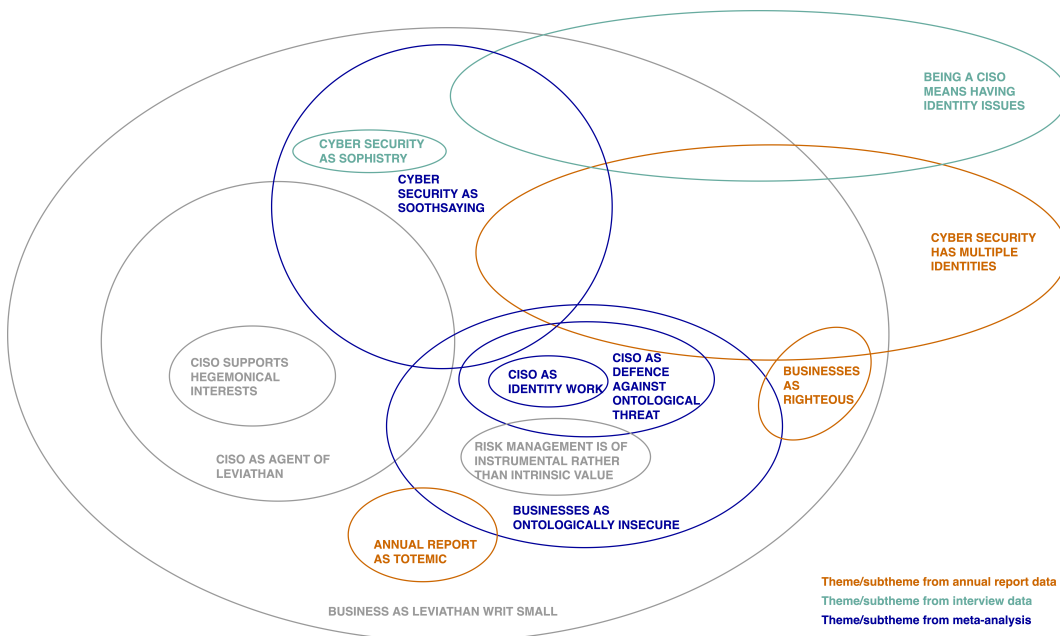 BEING A CISO
MEANS HAVING
IDENTITY ISSUES
CYBER SECURITY
AS SOPHISTRY
CYBER
SECURITY AS
SOOTHSAYING
CYBER SECURITY
HAS MULTIPLE
IDENTITIES
CISO SUPPORTS
HEGEMONICAL
INTERESTS
CISO AS
IDENTITY WORK
CISO AS
DEFENCE
AGAINST
ONTOLOGICAL
THREAT
BUSINESSES
AS
RIGHTEOUS
RISK MANAGEMENT IS OF
INSTRUMENTAL RATHER
THAN INTRINSIC VALUE
CISO AS AGENT OF
LEVIATHAN
BUSINESSES AS
ONTOLOGICALLY INSECURE
ANNUAL REPORT
AS TOTEMIC
BUSINESS AS LEVIATHAN WRIT SMALL
Theme/subtheme from annual report data
Theme/subtheme from interview data
Theme/subtheme from meta-analysis